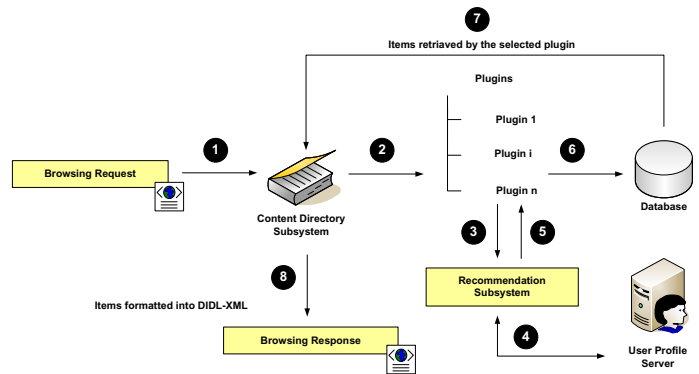 7
Items retriaved by the selected plugin
Plugins
Plugin 1
1
2
Plugin i
6
Browsing Request
Plugin n
Database
Content Directory
Subsystem
3
5
8
Recommendation
Subsystem
Items formatted into DIDL-XML
4
Browsing Response
User Profile
Server